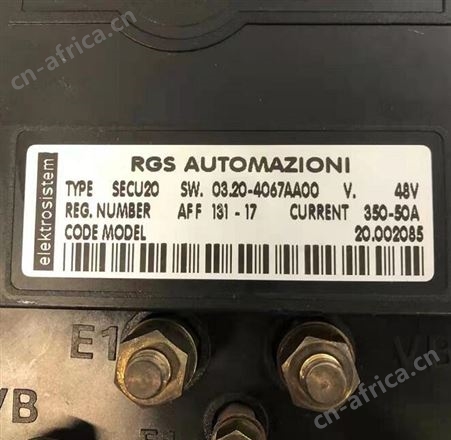 cn-africa.cn
RGS AUTOMAZIONI
elektrosistem
TYPE SECU20 SW. 03.20-4067AA00 V. 48V
REG. NUMBER AFF 131-17 CURRENT 350-50A
CODE MODEL 20.002085
E1
VB
VB
cn-africa.cn